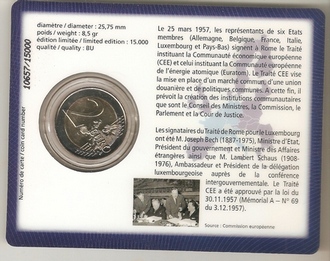 diamètre / diameter : 25,75 mm
poids / weight : 8,5 gr
édition limitée / limited edition : 15.000
qualité / quality : BU
10657/15000
Numéro de carte / coin card number
Le 25 mars 1957, les représentants de six Etats
membres (Allemagne, Belgique, France, Italie,
Luxembourg et Pays-Bas) signent à Rome le Traité
instituant la Communauté économique européenne
(CEE) et celui instituant la Communauté européenne
de l'énergie atomique (Euratom). Le Traité CEE vise
la mise en place d'un marché commun, d'une union
douanière et de politiques communes. A cette fin, il
prévoit la création des institutions communautaires
que sont le Conseil des Ministres, la Commission, le
Parlement et la Cour de Justice.
Les signataires du Traité de Rome pour le Luxembourg
ont été M. Joseph Bech (1887-1975), Ministre d'Etat,
Président du gouvernement et Ministre des Affaires
étrangères ainsi que M. Lambert Schaus (1908-
1976), Ambassadeur et Président de la délégation
luxembourgeoise auprès de la conférence
intergouvernementale. Le Traité
CEE a été approuvé par la loi du
30.11.1957 (Mémorial A – N° 69
du 3.12.1957).
Source : Commission européenne